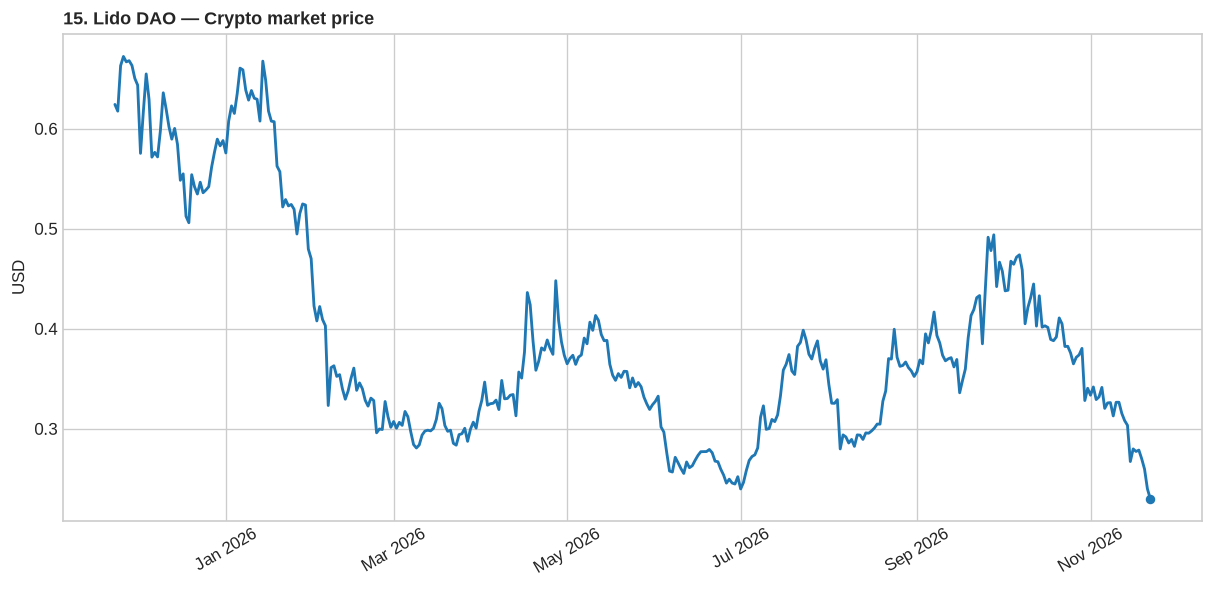 15. Lido DAO — Crypto market price
USD
0.6
0.5
0.4
0.3
Jan 2026
Mar 2026
May 2026
Jul 2026
Sep 2026
Nov 2026